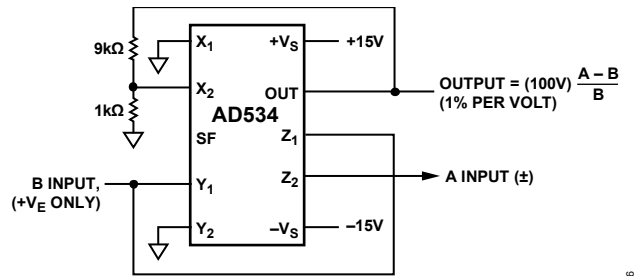 9kΩ
1kΩ
B INPUT,
(+VE ONLY)
X1
X2
SF
Y1
Y2
AD534
+VS
OUT
Z1
Z2
–VS
+15V
OUTPUT = (100V) A – B
B
(1% PER VOLT)
A INPUT (±)
–15V
6